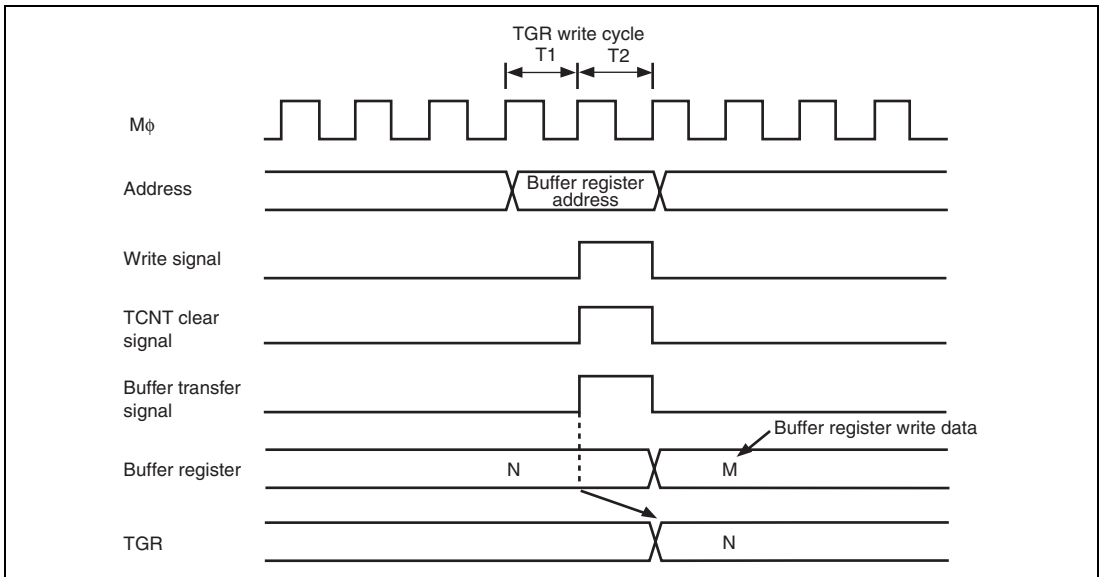 TGR write cycle
T1 T2
Mϕ
Address
Buffer register
address
Write signal
TCNT clear
signal
Buffer transfer
signal
Buffer register write data
Buffer register
N
M
TGR
N